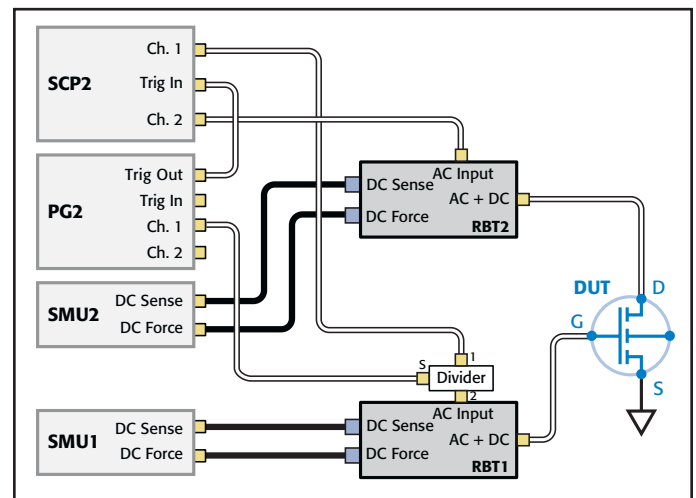 SCP2
Ch. 1
Trig In
Ch. 2
PG2
Trig Out
Trig In
Ch. 1
Ch. 2
SMU2
DC Sense
DC Force
SMU1
DC Sense
DC Force
AC Input
DC Sense
AC + DC
DC Force
RBT2
1
S
Divider
2
AC Input
DC Sense
AC + DC
DC Force
RBT1
DUT
D
G
S